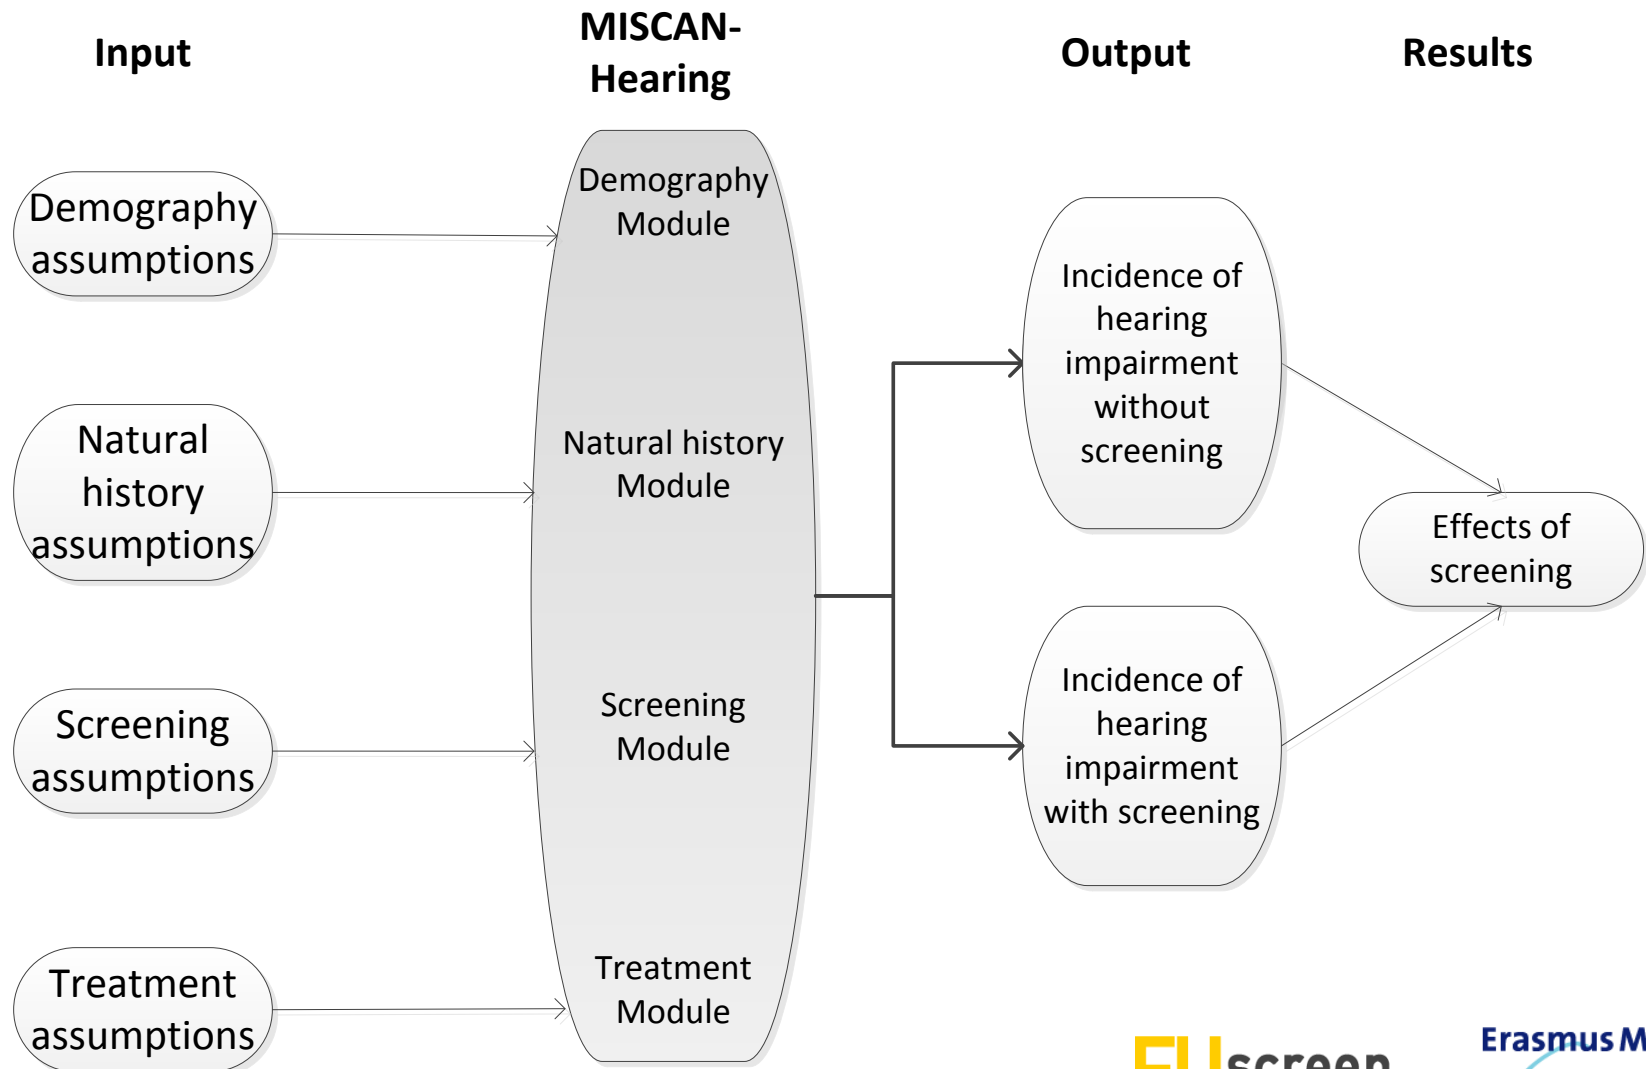 Input
MISCAN-
Hearing
Output
Results
Demography
assumptions
Natural
history
assumptions
Screening
assumptions
Treatment
assumptions
Demography
Module
Natural history
Module
Screening
Module
Treatment
Module
Incidence of
hearing
impairment
without
screening
Incidence of
hearing
impairment
with screening
Effects of
screening
EUscreen
Erasmus M